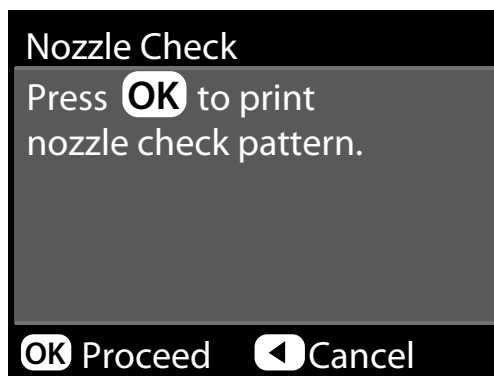 Nozzle Check
Press OK to print
nozzle check pattern.
OK Proceed Cancel